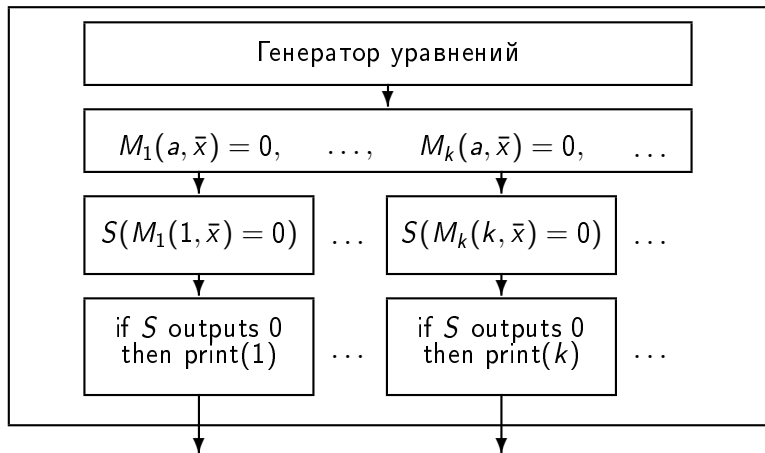 Генератор уравнений
M₁(a, x̄) = 0, ..., Mₖ(a, x̄) = 0, ...
S(M₁(1, x̄) = 0) ... S(Mₖ(k, x̄) = 0) ...
if S outputs 0 if S outputs 0
then print(1) ... then print(k) ...